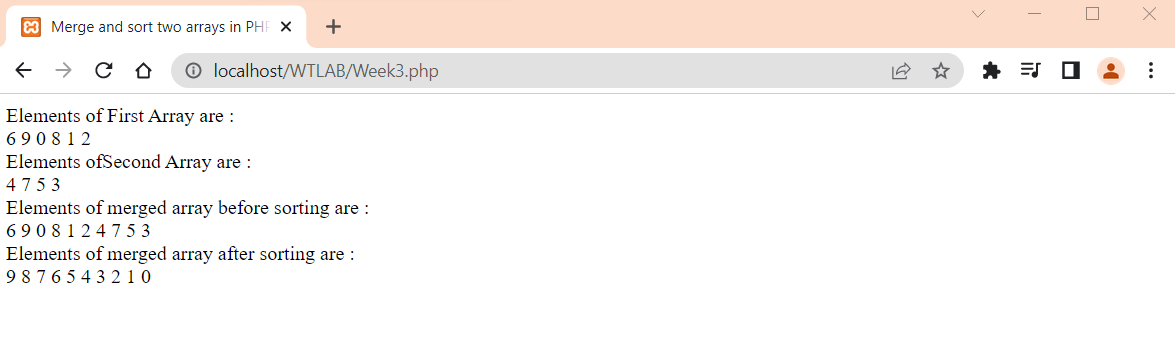 Merge and sort two arrays in PHP
localhost/WTLAB/Week3.php
Elements of First Array are :
6 9 0 8 1 2
Elements ofSecond Array are :
4 7 5 3
Elements of merged array before sorting are :
6 9 0 8 1 2 4 7 5 3
Elements of merged array after sorting are :
9 8 7 6 5 4 3 2 1 0